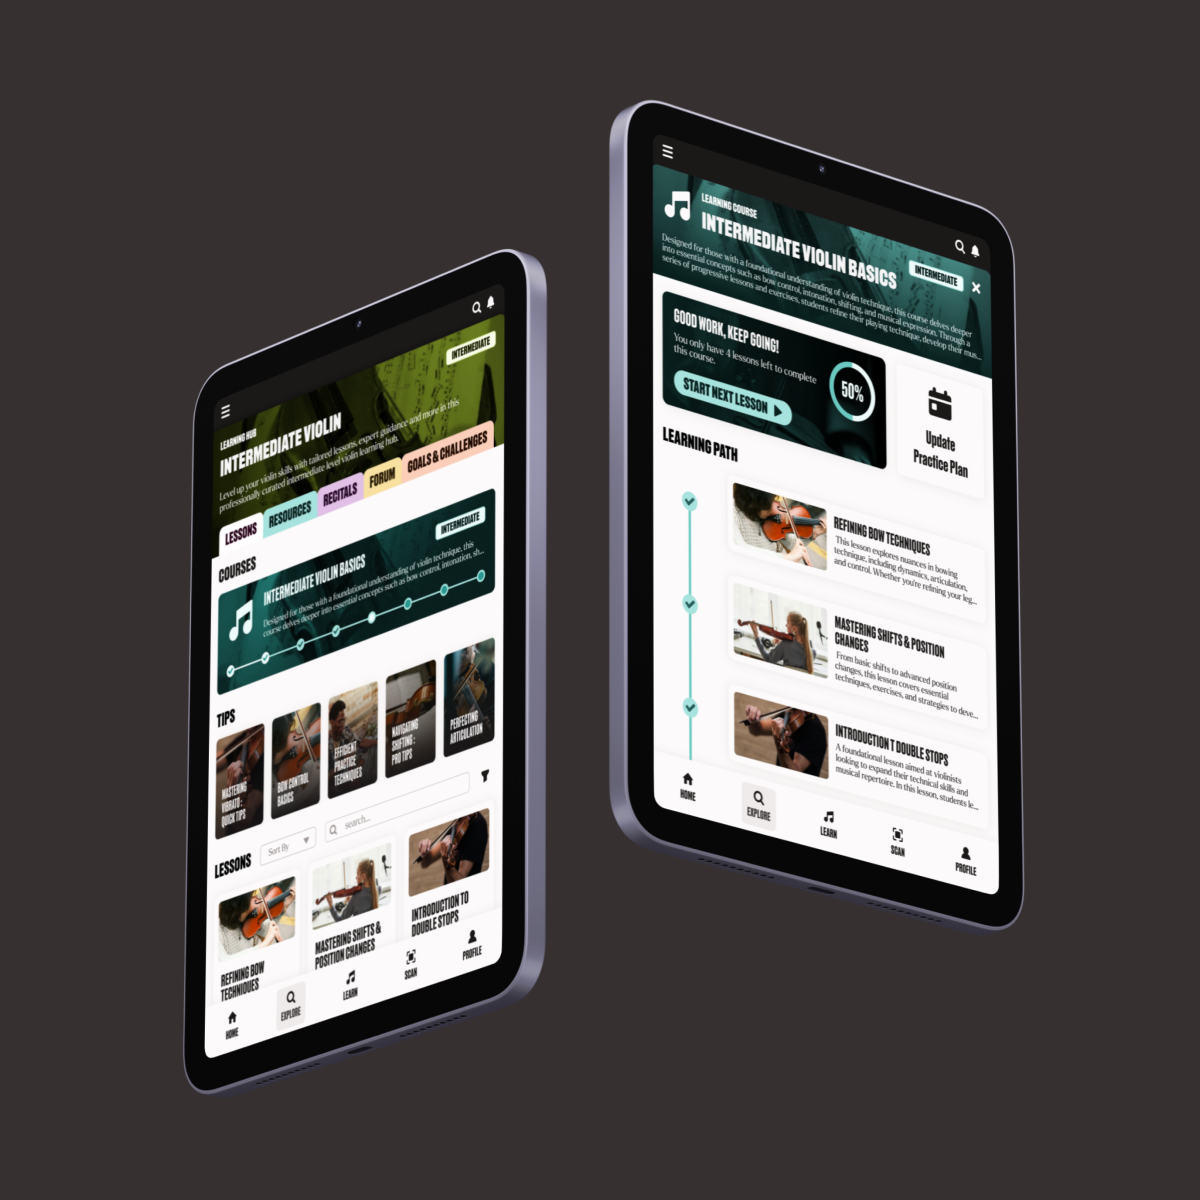 LEARNING HUB
INTERMEDIATE VIOLIN
INTERMEDIATE
Level up your violin skills with tailored lessons, expert guidance and more in this
professionally curated intermediate level violin learning hub.
LESSONS
RESOURCES
RECITALS
FORUM
GOALS & CHALLENGES
COURSES
INTERMEDIATE
INTERMEDIATE VIOLIN BASICS
Designed for those with a foundational understanding of violin technique, this
course delves deeper into essential concepts such as bow control, intonation, sh...
TIPS
MASTERING
VIBRATO :
QUICK TIPS
BOW CONTROL
BASICS
EFFICIENT
PRACTICE
TECHNIQUES
NAVIGATING
SHIFTING :
PRO TIPS
PERFECTING
ARTICULATION
LESSONS
Sort By
search...
REFINING BOW
TECHNIQUES
MASTERING SHIFTS &
POSITION CHANGES
INTRODUCTION TO
DOUBLE STOPS
HOME
EXPLORE
LEARN
SCAN
PROFILE
LEARNING COURSE
INTERMEDIATE VIOLIN BASICS
INTERMEDIATE
Designed for those with a foundational understanding of violin technique, this course delves deeper
into essential concepts such as bow control, intonation, shifting, and musical expression. Through a
series of progressive lessons and exercises, students refine their playing technique, develop their mus...
GOOD WORK, KEEP GOING!
You only have 4 lessons left to complete
this course.
START NEXT LESSON
50%
Update
Practice Plan
LEARNING PATH
REFINING BOW TECHNIQUES
This lesson explores nuances in bowing
technique, including dynamics, articulation,
and control. Whether you're refining your leg...
MASTERING SHIFTS & POSITION
CHANGES
From basic shifts to advanced position
changes, this lesson covers essential
techniques, exercises, and strategies to deve...
INTRODUCTION T DOUBLE STOPS
A foundational lesson aimed at violinists
looking to expand their technical skills and
musical repertoire. In this lesson, students le...
HOME
EXPLORE
LEARN
SCAN
PROFILE